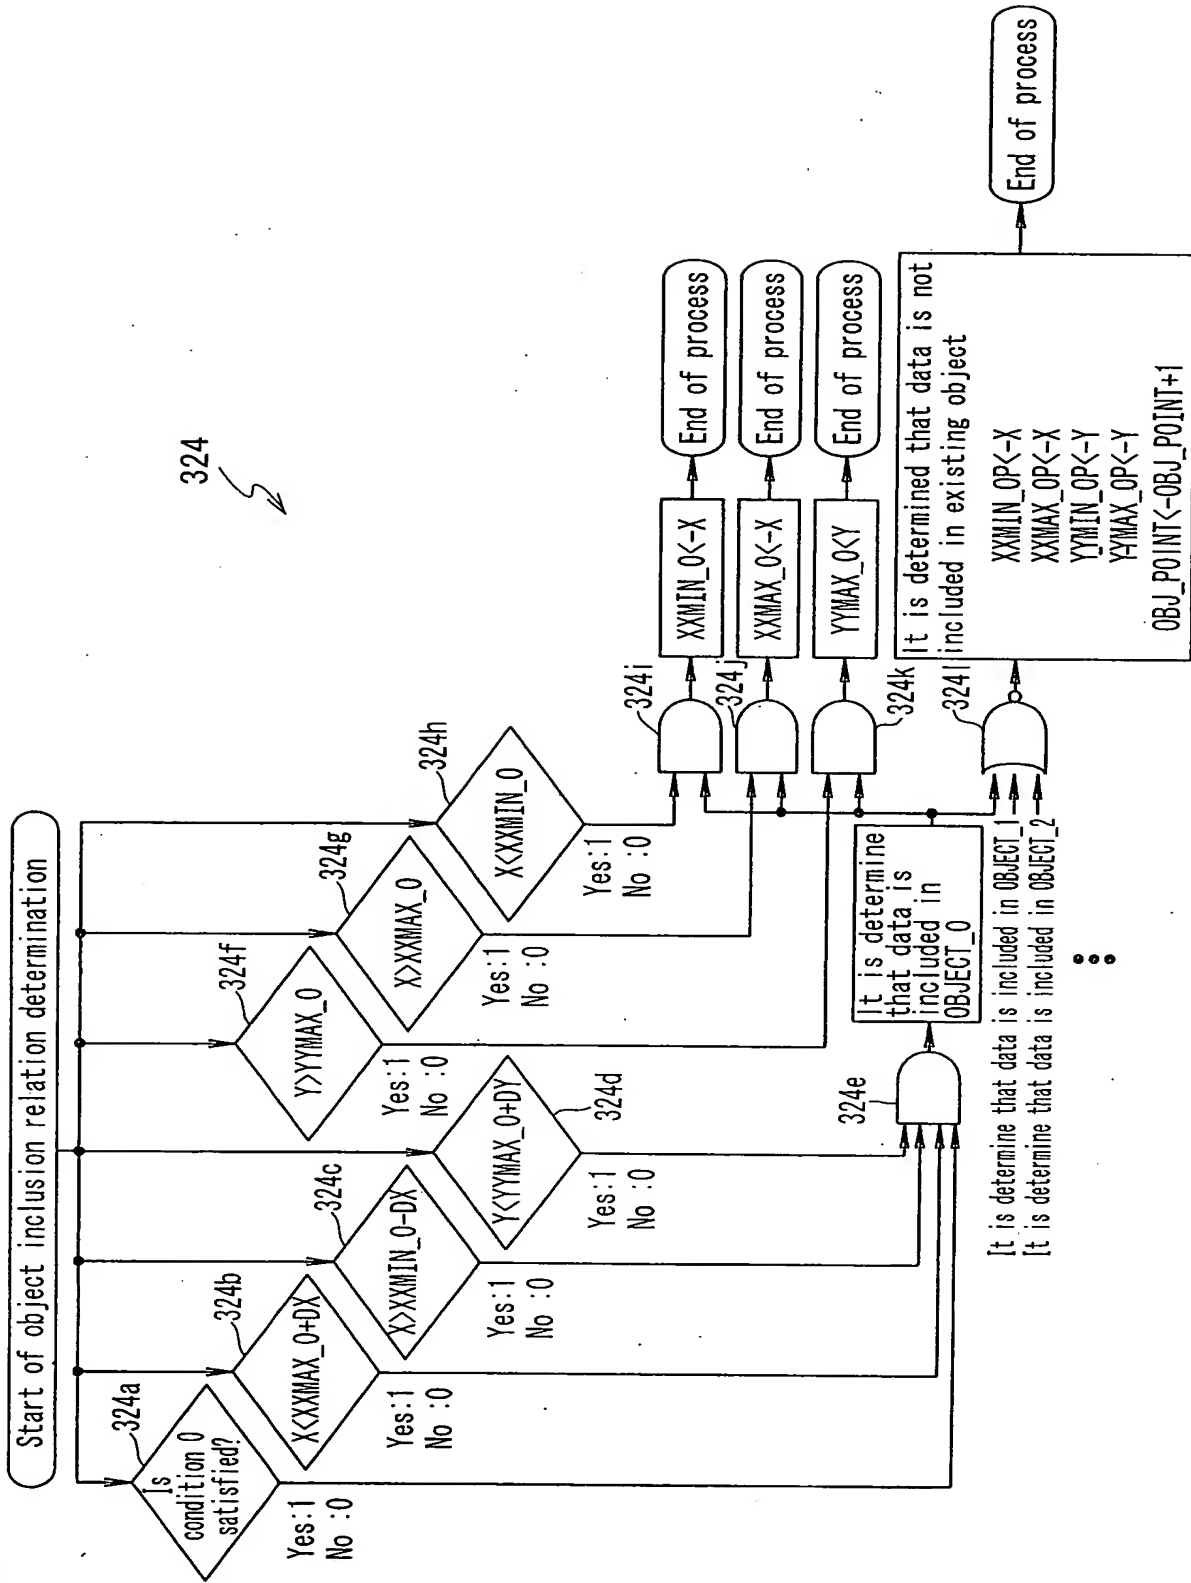 324
Start of object inclusion relation determination
324a
Is
condition 0
satisfied?
Yes:1
No :0
324b
X<XXMAX_0+DX
Yes:1
No :0
324c
X>XXMIN_0-DX
Yes:1
No :0
324d
Y<YYMAX_0+DY
Yes:1
No :0
324f
Y>YYMAX_0
Yes:1
No :0
324g
X>XXMAX_0
Yes:1
No :0
324h
X<XXMIN_0
Yes:1
No :0
324e
It is determine
that data is
included in
OBJECT_0
It is determine that data is included in OBJECT_1
It is determine that data is included in OBJECT_2
324i
XXMIN_0<-X
End of process
324j
XXMAX_0<-X
End of process
324k
YYMAX_0<Y
End of process
324l
It is determined that data is not
included in existing object
XXMIN_OP<-X
XXMAX_OP<-X
YYMIN_OP<-Y
YYMAX_OP<-Y
OBJ_POINT<-OBJ_POINT+1
End of process